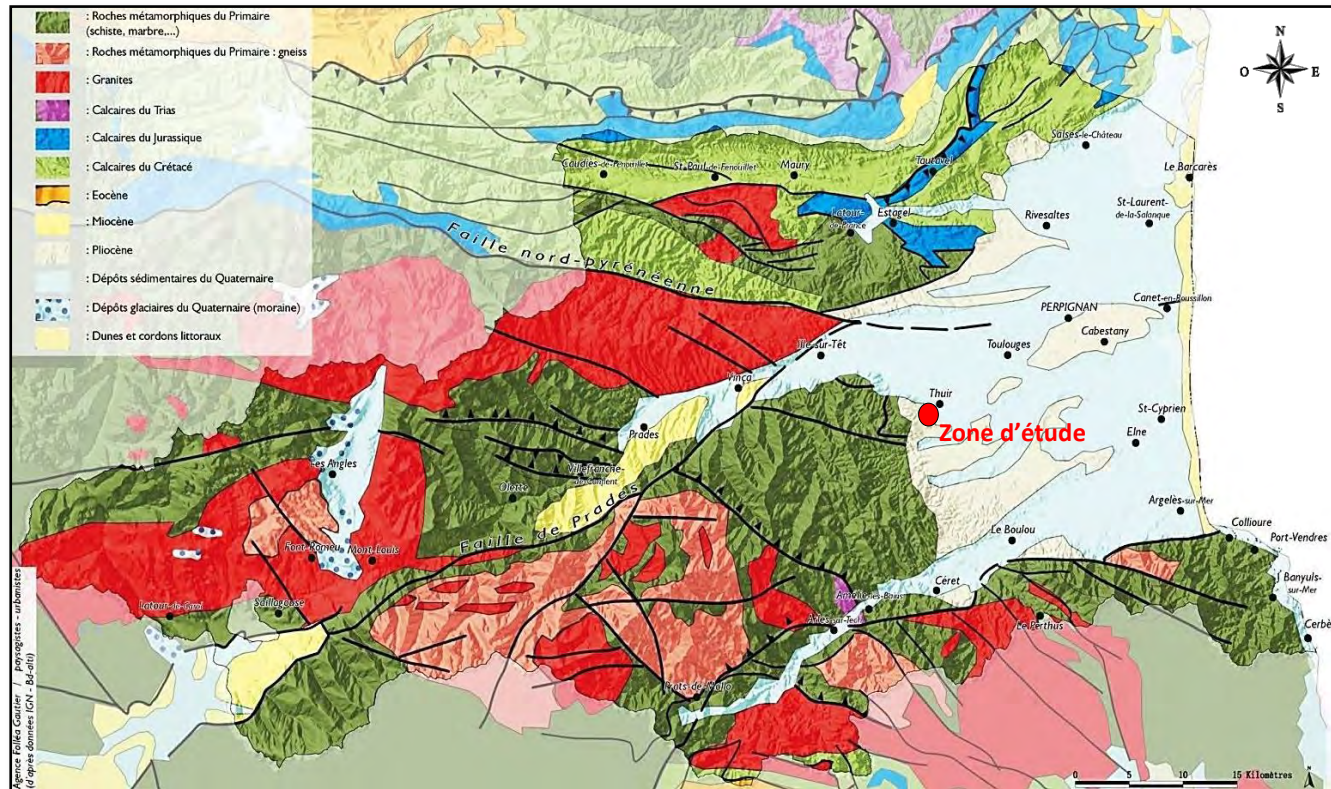 : Roches métamorphiques du Primaire
(schiste, marbre,...)
: Roches métamorphiques du Primaire : gneiss
: Granites
: Calcaires du Trias
: Calcaires du Jurassique
: Calcaires du Crétacé
: Eocène
: Miocène
: Pliocène
: Dépôts sédimentaires du Quaternaire
: Dépôts glaciaires du Quaternaire (moraine)
: Dunes et cordons littoraux
N
O E
S
Salses-le-Château
Caudiès-de-Fenouillet
St-Paul-de-Fenouillet
Maury
Tautavel
Le Barcarès
Latour-
de-France
Estagel
Rivesaltes
St-Laurent-
de-la-Salanque
Faille nord-pyrénéenne
PERPIGNAN
Canet-en-Roussillon
Cabestany
Ille-sur-Têt
Toulouges
Vinça
Thuir
Zone d'étude
St-Cyprien
Elne
Prades
Les Angles
Villefranche-
de-Conflent
Olette
Faille de Prades
Argelès-sur-Mer
Le Boulou
Collioure
Port-Vendres
Font-Romeu
Mont-Louis
Banyuls-
sur-Mer
Céret
Amélie-les-Bains
Latour-de-Carol
Saillagouse
Arles-sur-Tech
Le Perthus
Cerbè
Prats-de-Mollo
Agence Folléa Gautier / paysagistes - urbanistes
(d'après données IGN - Bd-alti)
0 5 10 15 Kilomètres
N